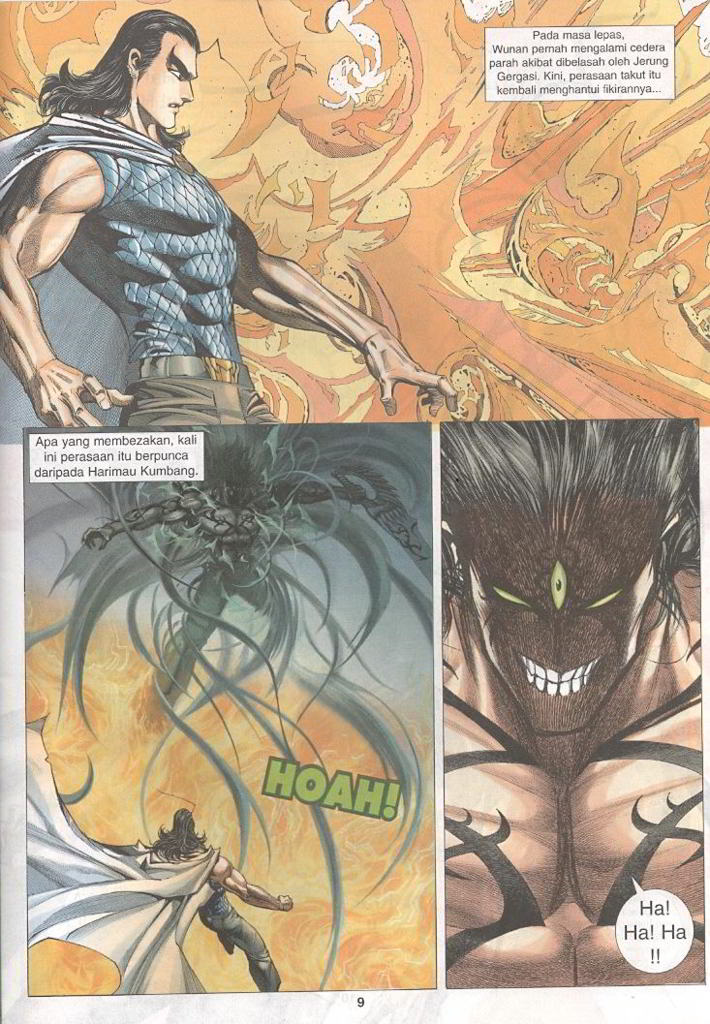 Pada masa lepas,
Wunan pernah mengalami cedera
parah akibat dibelasah oleh Jerung
Gergasi. Kini, perasaan takut itu
kembali menghantui fikirannya...
Apa yang membezakan, kali
ini perasaan itu berpunca
daripada Harimau Kumbang.
HOAH!
Ha!
Ha! Ha
!!
9